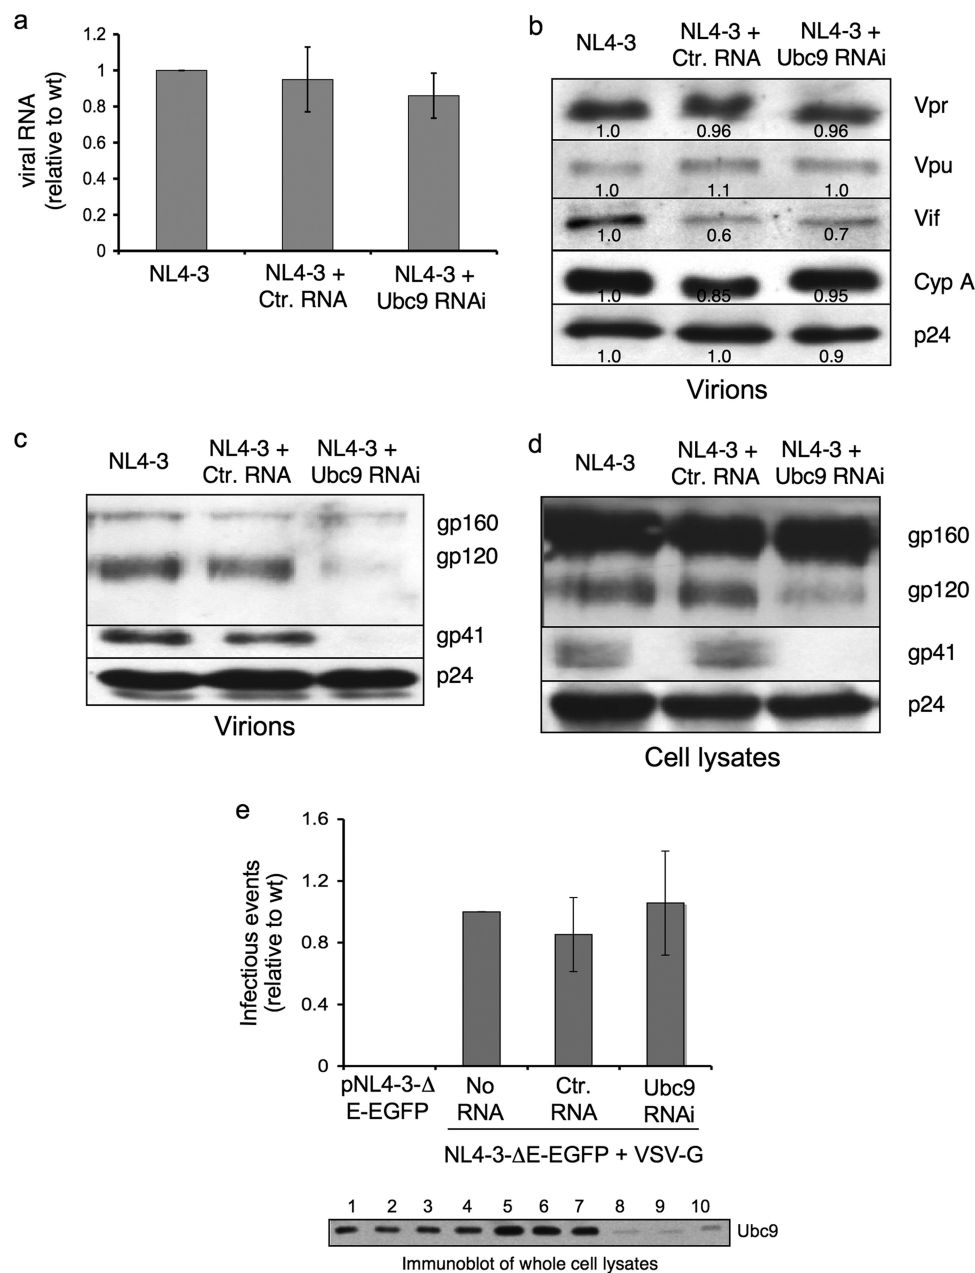 a
1.2
1
0.8
0.6
0.4
0.2
0
viral RNA
(relative to wt)
NL4-3
NL4-3 +
Ctr. RNA
NL4-3 +
Ubc9 RNAi
b
NL4-3
NL4-3 +
Ctr. RNA
NL4-3 +
Ubc9 RNAi
1.0 0.96 0.96 Vpr
1.0 1.1 1.0 Vpu
1.0 0.6 0.7 Vif
1.0 0.85 0.95 Cyp A
1.0 1.0 0.9 p24
Virions
c
NL4-3
NL4-3 +
Ctr. RNA
NL4-3 +
Ubc9 RNAi
gp160
gp120
gp41
p24
Virions
d
NL4-3
NL4-3 +
Ctr. RNA
NL4-3 +
Ubc9 RNAi
gp160
gp120
gp41
p24
Cell lysates
e
1.6
1.2
0.8
0.4
0
Infectious events
(relative to wt)
pNL4-3-Δ
E-EGFP
No
RNA
Ctr.
RNA
Ubc9
RNAi
NL4-3-ΔE-EGFP + VSV-G
1 2 3 4 5 6 7 8 9 10
Ubc9
Immunoblot of whole cell lysates